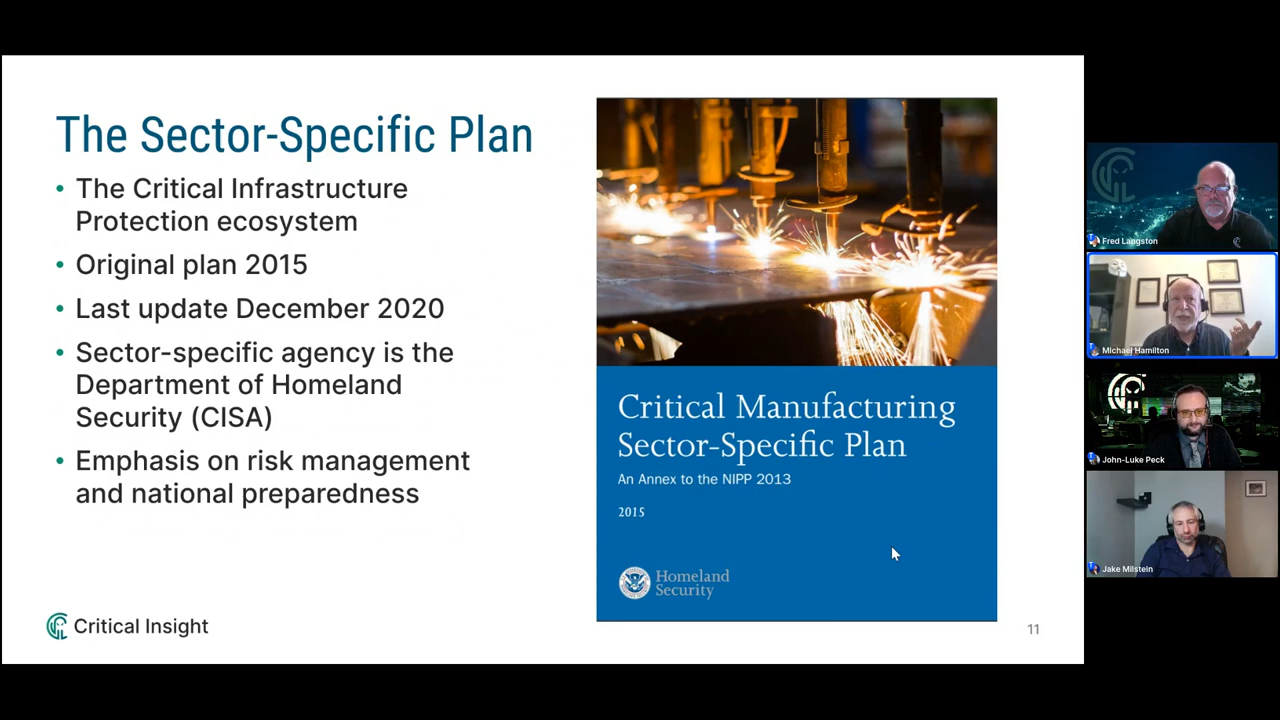 The Sector-Specific Plan
• The Critical Infrastructure
Protection ecosystem
• Original plan 2015
• Last update December 2020
• Sector-specific agency is the
Department of Homeland
Security (CISA)
• Emphasis on risk management
and national preparedness
Critical Insight
Critical Manufacturing
Sector-Specific Plan
An Annex to the NIPP 2013
2015
Homeland
Security
11
Fred Langston
Michael Hamilton
John-Luke Peck
Jake Milstein